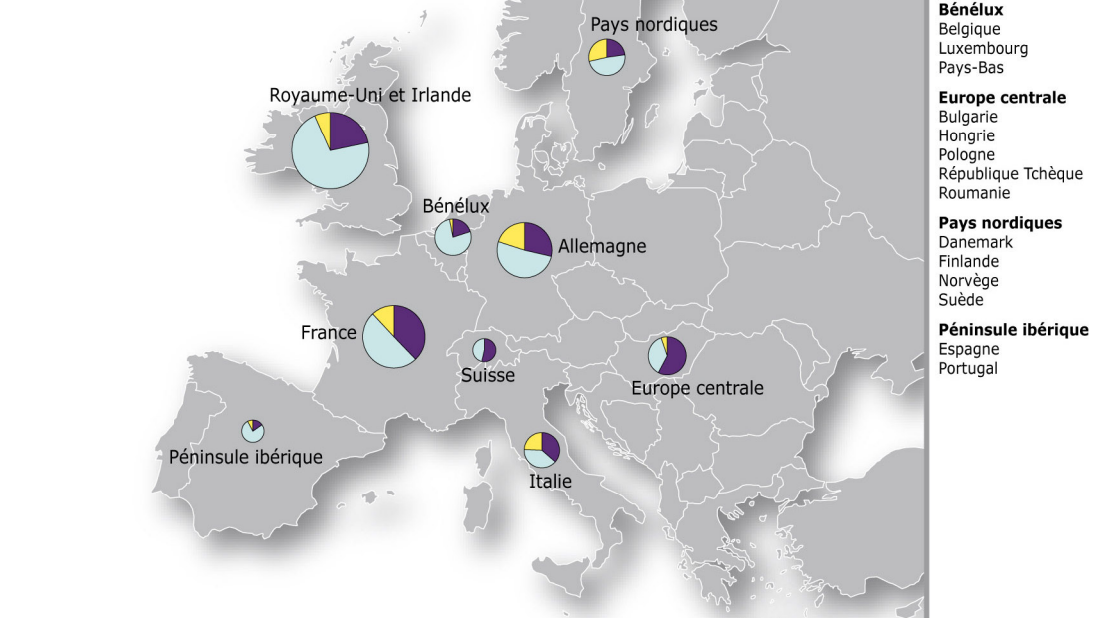 Pays nordiques
Royaume-Uni et Irlande
Bénélux
Allemagne
France
Suisse
Europe centrale
Péninsule ibérique
Italie
Bénélux
Belgique
Luxembourg
Pays-Bas
Europe centrale
Bulgarie
Hongrie
Pologne
République Tchèque
Roumanie
Pays nordiques
Danemark
Finlande
Norvège
Suède
Péninsule ibérique
Espagne
Portugal